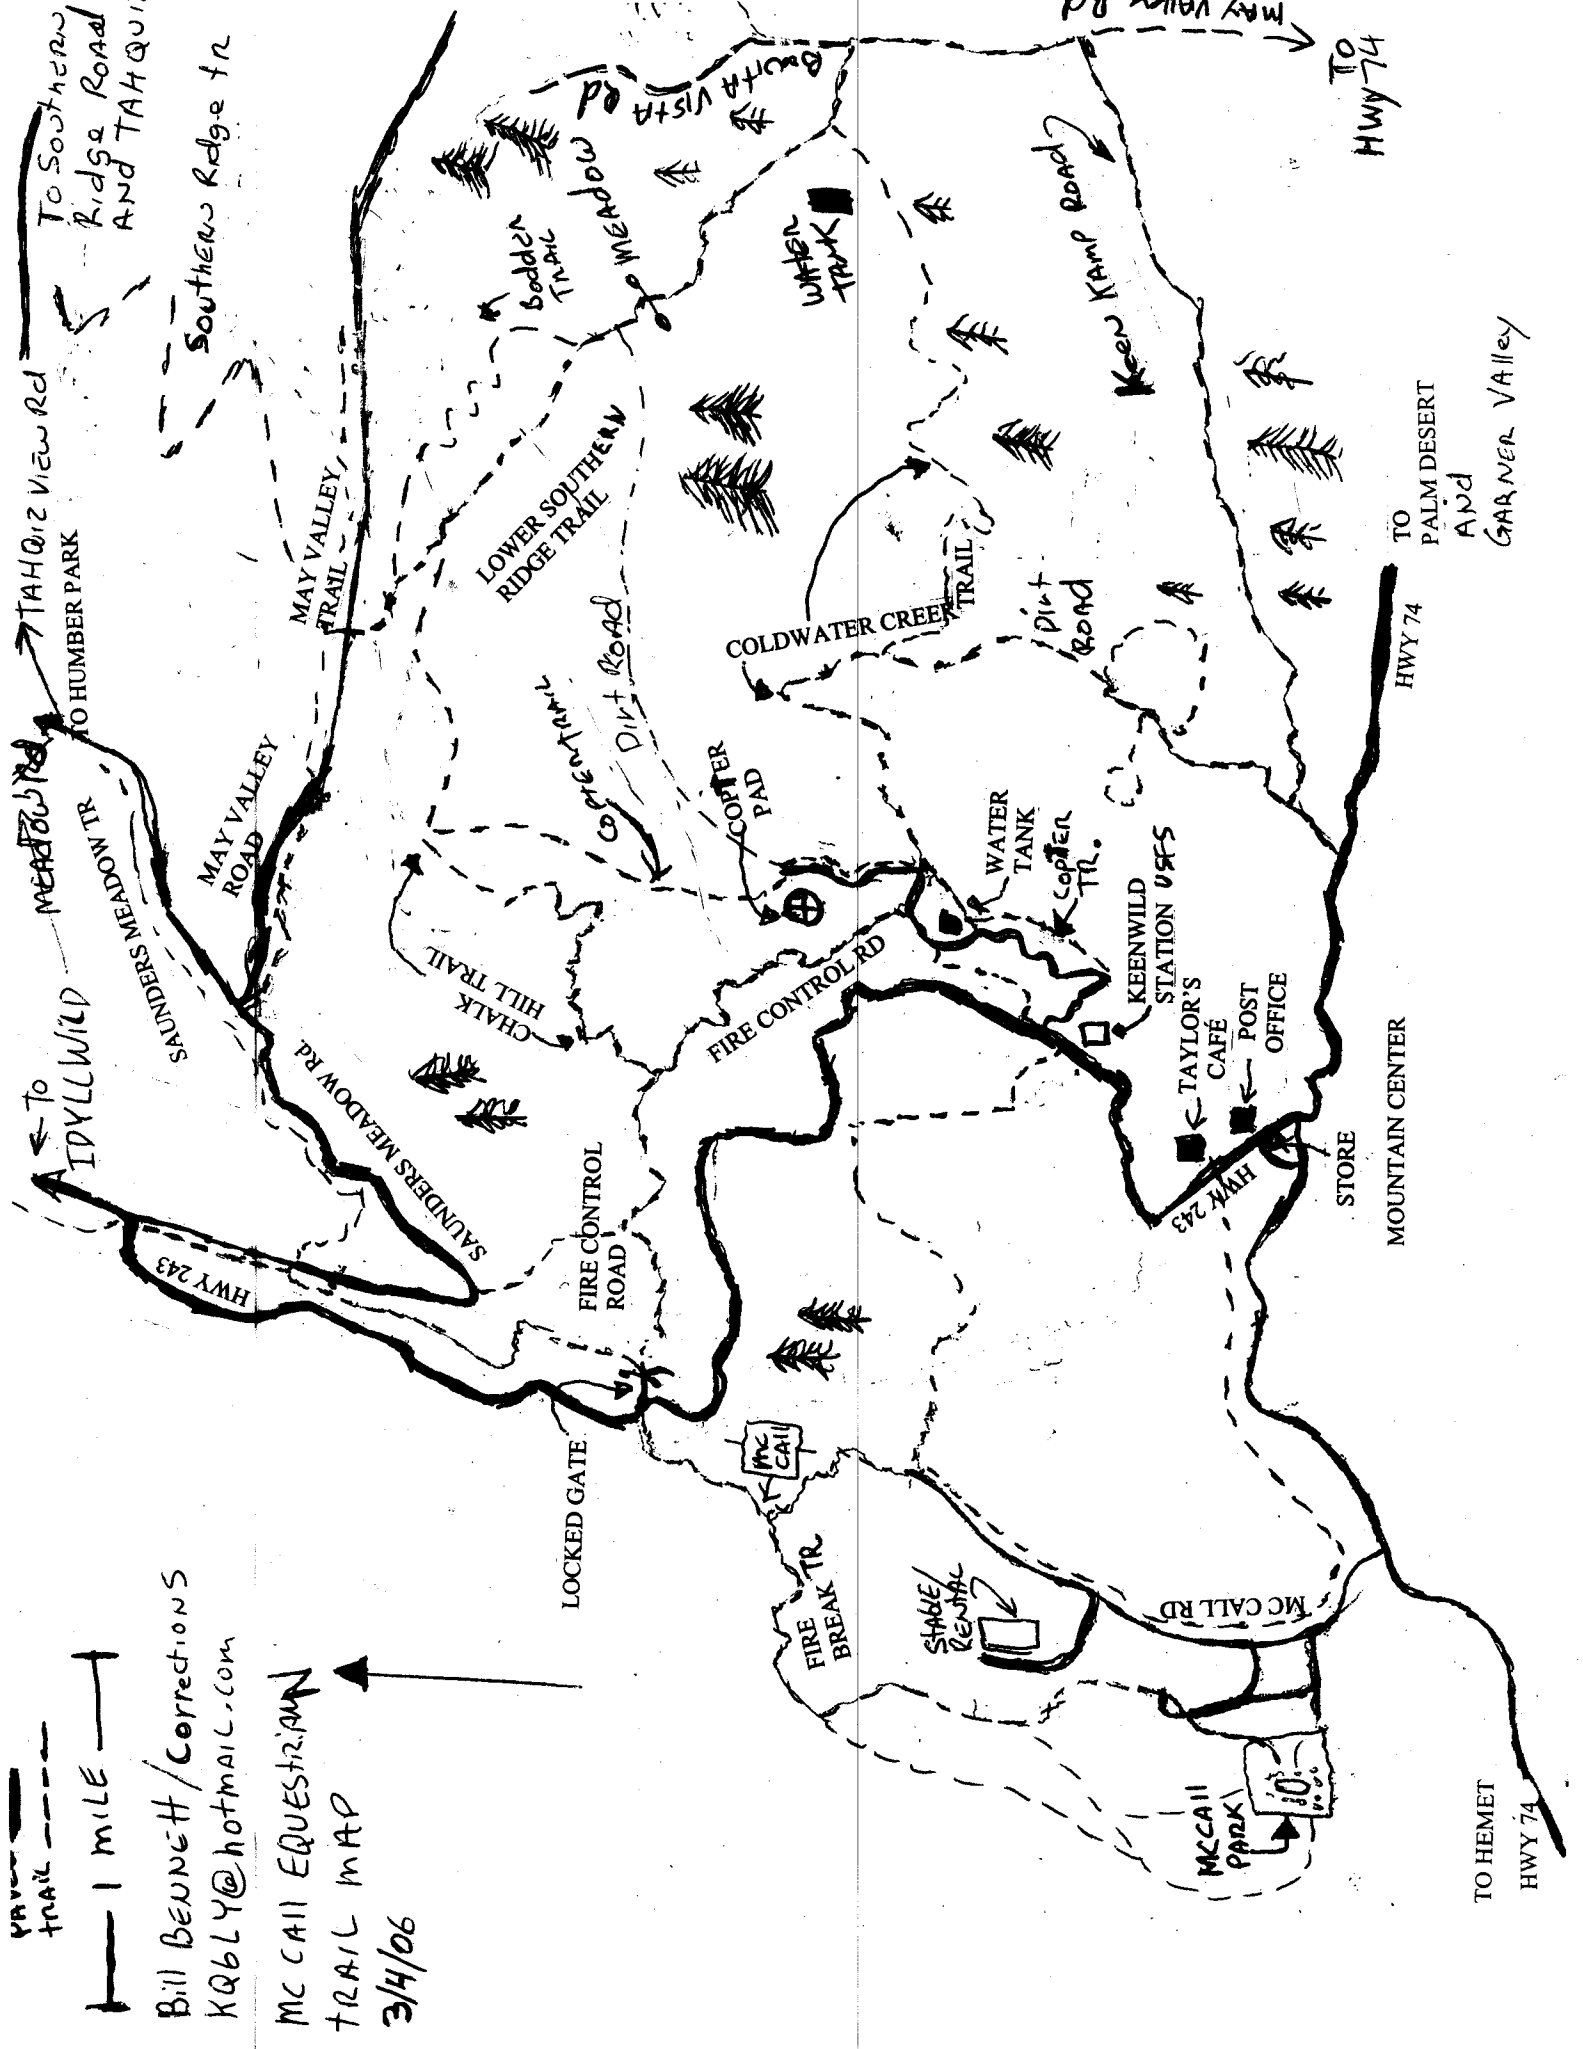 PAVE
TRAIL
1 MILE
Bill BENNETT/Corrections
KQ6LY@hotmail.com
MC CAll EQUESTRIAN
TRAIL MAP
3/4/06
N
TO
IDYLLWILD
MEADOW Rd
TAHQIZ VIEW Rd
TO HUMBER PARK
TO SOUTHERN
Ridge ROAD
AND
SOUTHERN Ridge TR
SAUNDERS MEADOW TR
MAY VALLEY
ROAD
MAY VALLEY
TRAIL
HWY 243
SAUNDERS MEADOW Rd.
CHALK
HILL TRAIL
LOWER SOUTHERN
RIDGE TRAIL
Bodder
TRAIL
MEADOW
BONITA
VISTA
Rd
MAY VALLEY Rd
TO
HWY 74
COPTER TRAIL
Dirt ROAD
COPTER
PAD
FIRE CONTROL
ROAD
LOCKED GATE
FIRE CONTROL RD
WATER
TANK
COLDWATER CREEK
TRAIL
Dirt
ROAD
KEEN KAMP ROAD
WATER
TANK
COPTER
TR.
KEENWILD
STATION USFS
TAYLOR'S
CAFÉ
POST
OFFICE
HWY 243
STORE
MOUNTAIN CENTER
HWY 74
TO
PALM DESERT
AND
GARNER VAlley
MC
CAll
FIRE
BREAK TR
STABLE/
RENTAL
MC CALL RD
MCCAll
PARK
TO HEMET
HWY 74